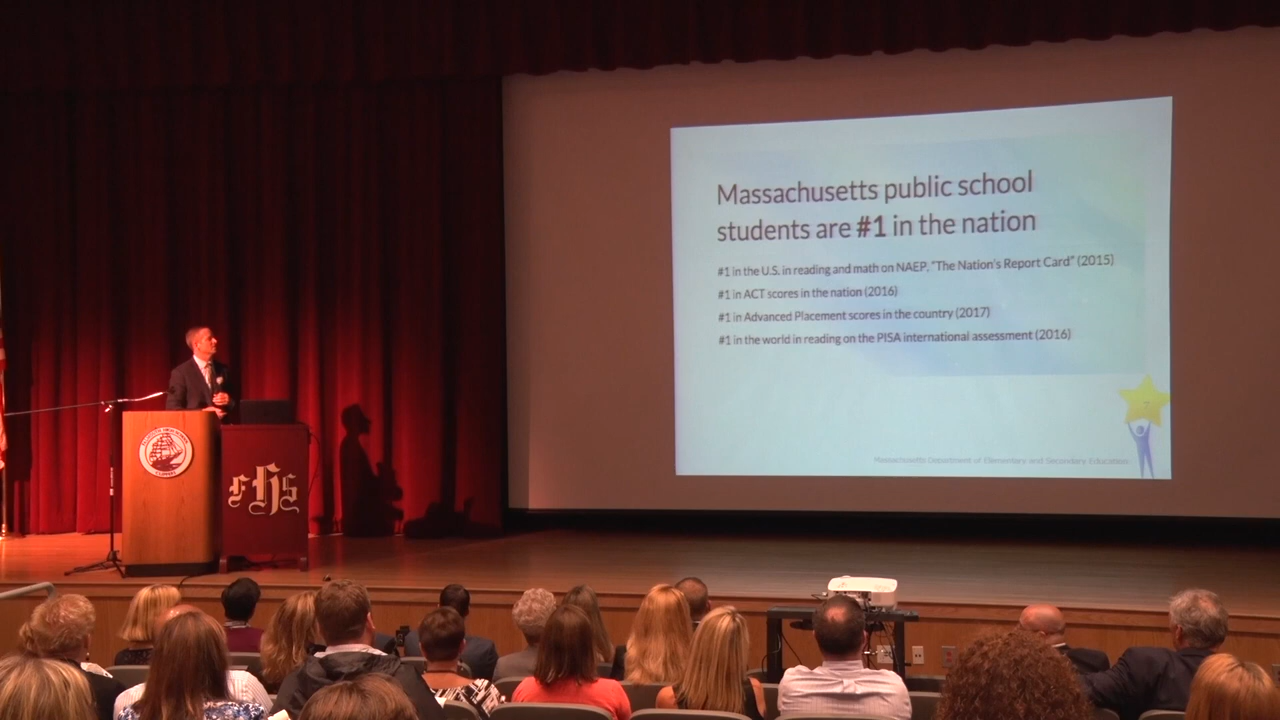 Massachusetts public school
students are #1 in the nation
#1 in the U.S. in reading and math on NAEP, "The Nation's Report Card" (2015)
#1 in ACT scores in the nation (2016)
#1 in Advanced Placement scores in the country (2017)
#1 in the world in reading on the PISA international assessment (2016)
Massachusetts Department of Elementary and Secondary Education
FHS